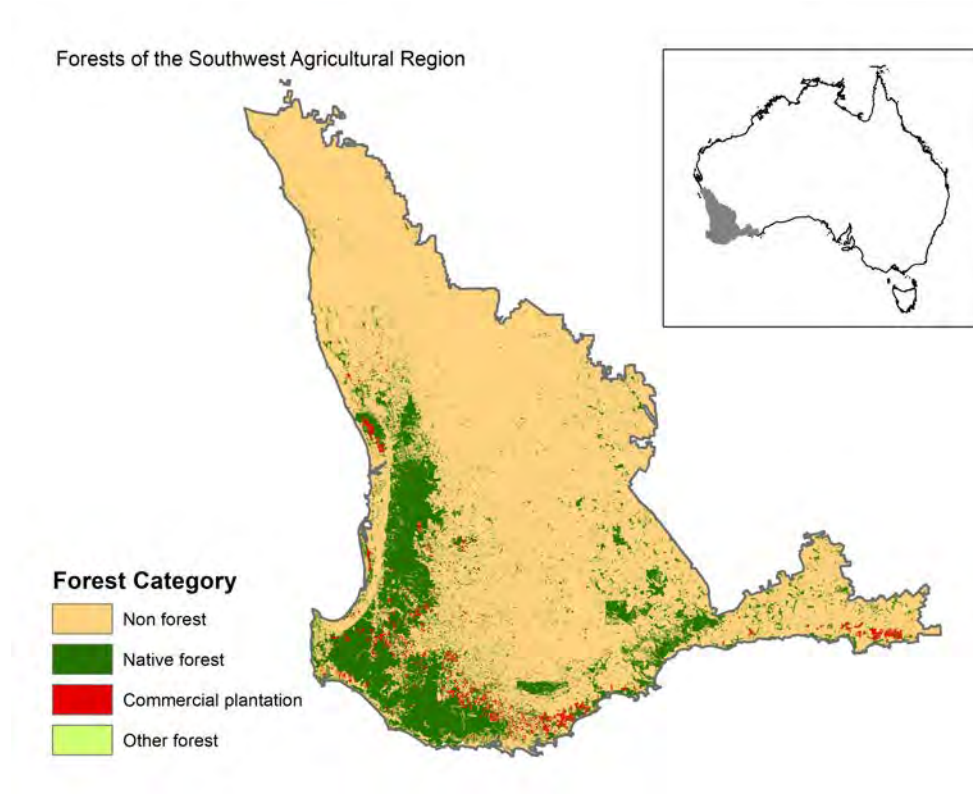 Forests of the Southwest Agricultural Region
Forest Category
Non forest
Native forest
Commercial plantation
Other forest